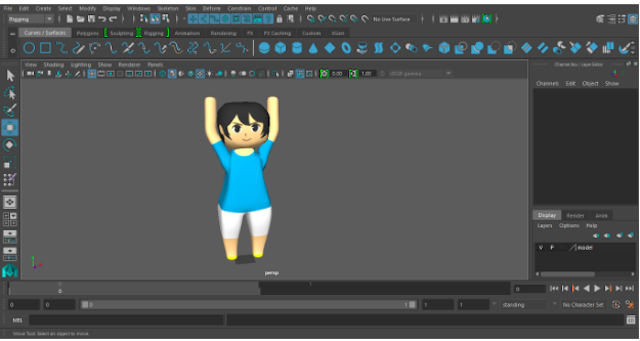 File Edit Create Select Modify Display Windows Skeleton Skin Deform Constrain Control Cache Help
Rigging No Live Surface
Curves / Surfaces Polygons Sculpting Rigging Animation Rendering FX FX Caching Custom XGen
View Shading Lighting Show Renderer Panels
0.00 1.00 sRGB gamma
Channel Box / Layer Editor
Channels Edit Object Show
persp
Display Render Anim
Layers Options Help
V P model
0
0
0 0 0 1 1 1 standing No Character Set
MEL
Move Tool: Select an object to move.